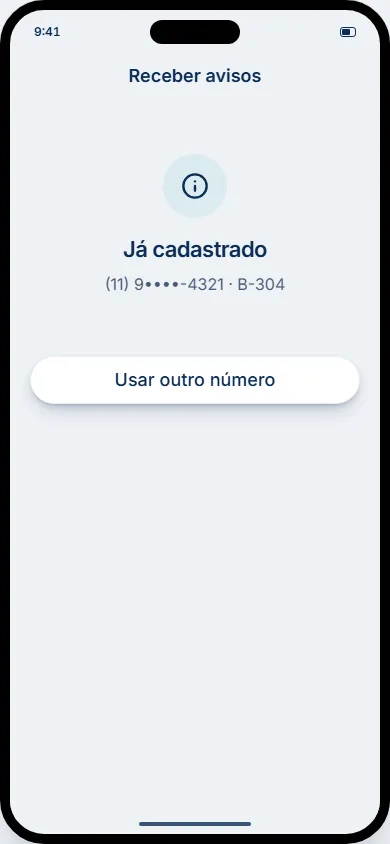 9:41
Receber avisos
Já cadastrado
(11) 9••••-4321 · B-304
Usar outro número